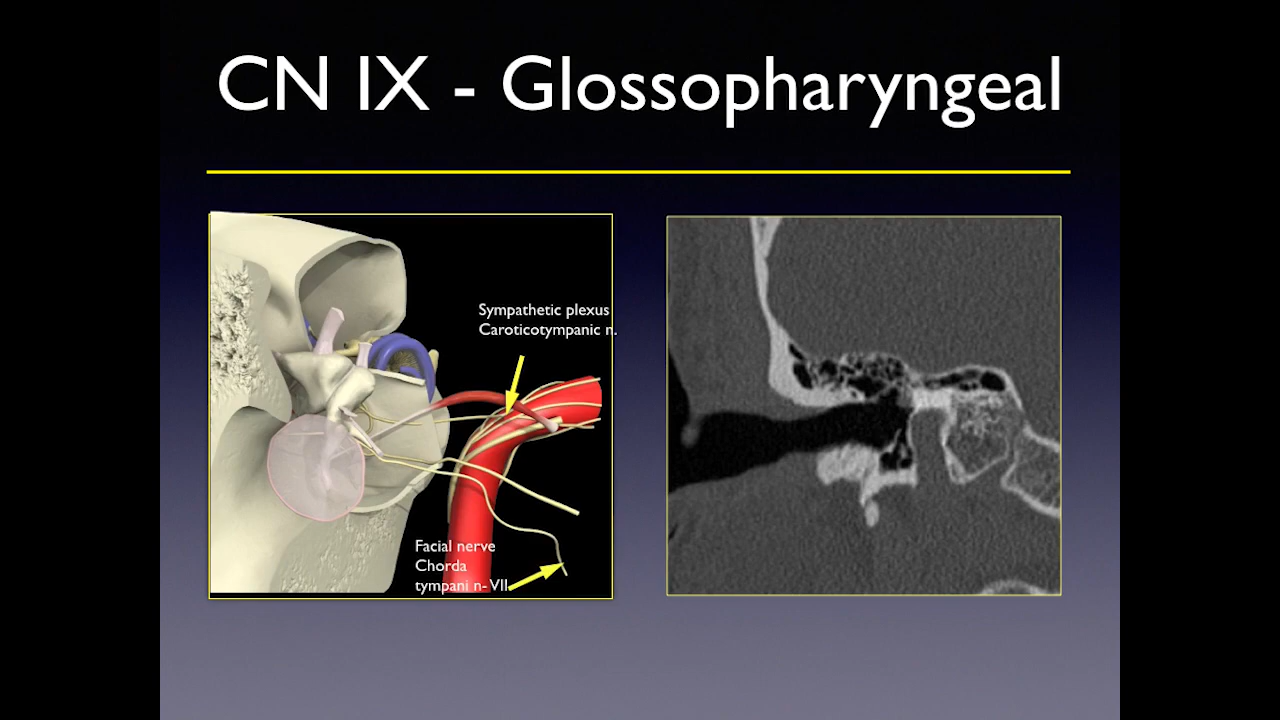 CN IX - Glossopharyngeal
Sympathetic plexus
Caroticotympanic n.
Facial nerve
Chorda
tympani n- VII